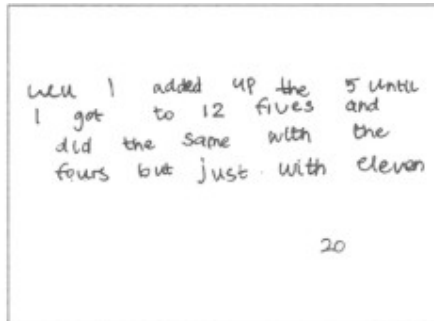 well I added up the 5 until
I got to 12 fives and
did the same with the
fours but just with eleven
20